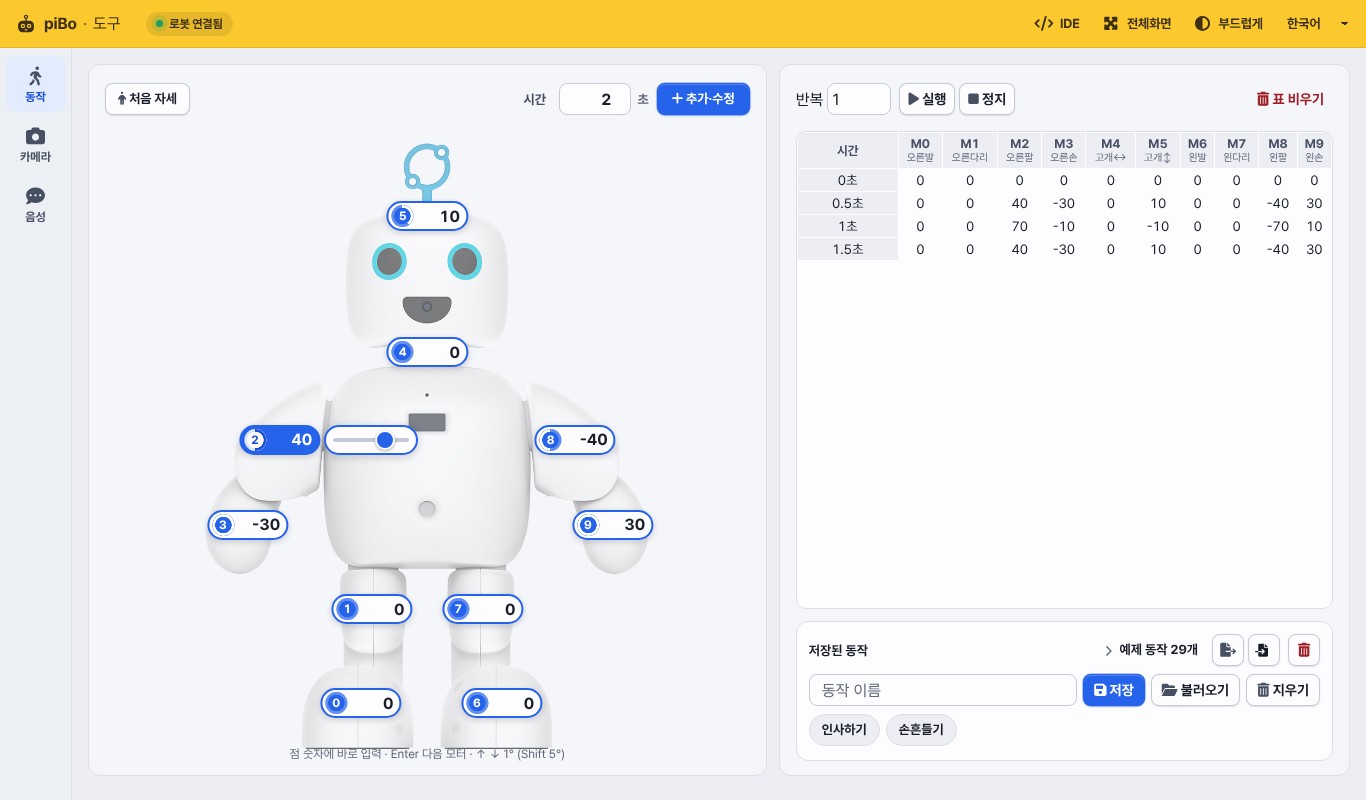 piBo · 도구
로봇 연결됨
IDE
전체화면
부드럽게
한국어
동작
카메라
음성
처음 자세
시간 2 초
추가·수정
5 10
4 0
2 40
8 -40
3 -30
9 30
1 0
7 0
0 0
6 0
점 숫자에 바로 입력 · Enter 다음 모터 · ↑ ↓ 1° (Shift 5°)
반복 1
실행
정지
표 비우기
시간 M0 M1 M2 M3 M4 M5 M6 M7 M8 M9
오른발 오른다리 오른팔 오른손 고개↔ 고개↕ 왼발 왼다리 왼팔 왼손
0초 0 0 0 0 0 0 0 0 0 0
0.5초 0 0 40 -30 0 10 0 0 -40 30
1초 0 0 70 -10 0 -10 0 0 -70 10
1.5초 0 0 40 -30 0 10 0 0 -40 30
저장된 동작
예제 동작 29개
동작 이름
저장
불러오기
지우기
인사하기
손흔들기